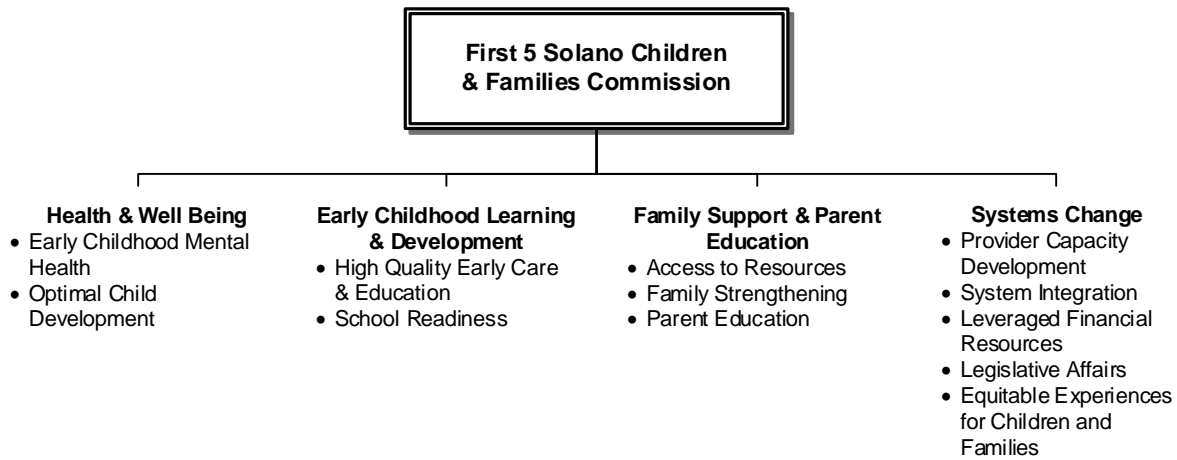 First 5 Solano Children
& Families Commission
Health & Well Being
• Early Childhood Mental
Health
• Optimal Child
Development
Early Childhood Learning
& Development
• High Quality Early Care
& Education
• School Readiness
Family Support & Parent
Education
• Access to Resources
• Family Strengthening
• Parent Education
Systems Change
• Provider Capacity
Development
• System Integration
• Leveraged Financial
Resources
• Legislative Affairs
• Equitable Experiences
for Children and
Families